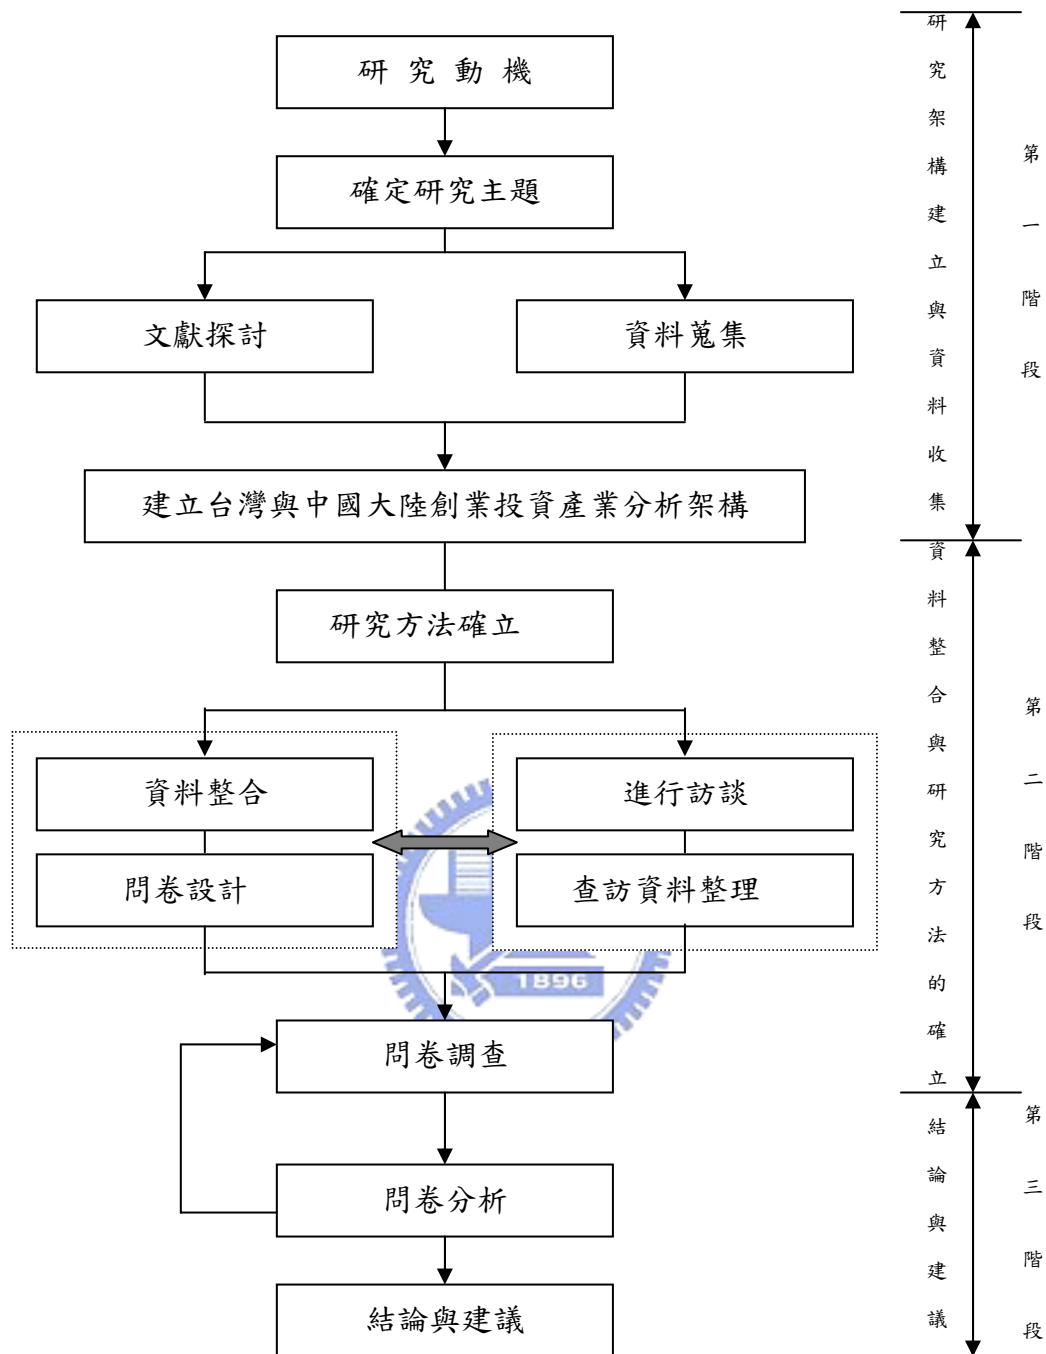 研 究 動 機
確定研究主題
文獻探討
資料蒐集
建立台灣與中國大陸創業投資產業分析架構
研究方法確立
資料整合
進行訪談
問卷設計
查訪資料整理
1896
問卷調查
問卷分析
結論與建議
研究架構建立與資料收集
第一階段
資料整合與研究方法的確立
第二階段
結論與建議
第三階段